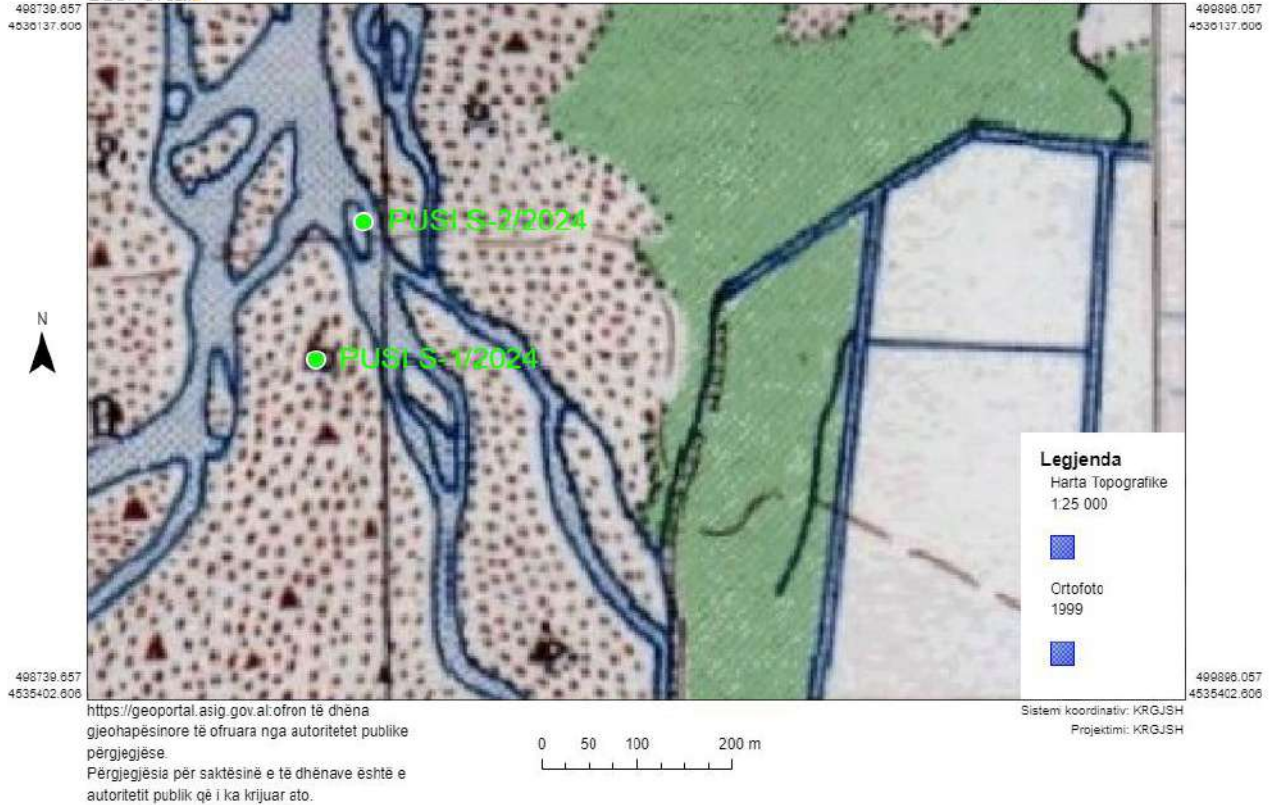 498739.657
4536137.606
499896.057
4536137.606
N
PUSI S-2/2024
PUSI S-1/2024
Legjenda
Harta Topografike
1:25 000
Ortofoto
1999
498739.657
4535402.606
499896.057
4535402.606
https://geoportal.asig.gov.al:ofron të dhëna
gjeohapësinore të ofruara nga autoritetet publike
përgjegjëse.
Përgjegjësia për saktësinë e të dhënave është e
autoritetit publik që i ka krijuar ato.
0 50 100 200 m
Sistemi koordinativ: KRGJSH
Projektimi: KRGJSH